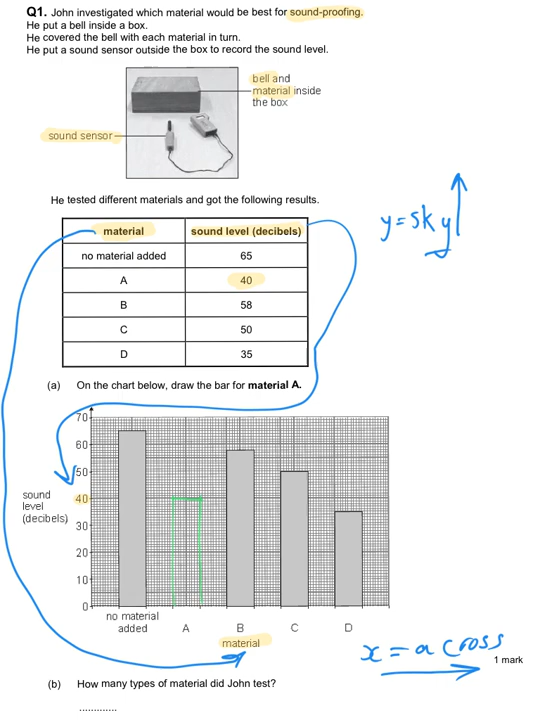 Q1. John investigated which material would be best for sound-proofing.
He put a bell inside a box.
He covered the bell with each material in turn.
He put a sound sensor outside the box to record the sound level.
bell and
material inside
the box
sound sensor
He tested different materials and got the following results.
y=sky
material sound level (decibels)
no material added 65
A 40
B 58
C 50
D 35
(a) On the chart below, draw the bar for material A.
70
60
50
40
30
20
10
0
sound
level
(decibels)
no material
added A B C D
material
x = a cross
1 mark
(b) How many types of material did John test?
.............